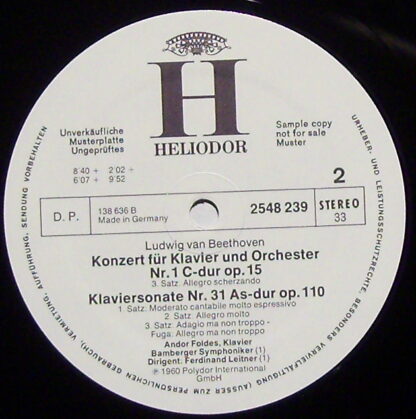 H
HELIODOR
Unverkäufliche
Musterplatte
Ungeprüftes
8'40 + 2'02 +
6'07 + 9'52
Sample copy
not for sale
Muster
2
D. P.
138 636 B
Made in Germany
2548 239
STEREO
33
Ludwig van Beethoven
Konzert für Klavier und Orchester
Nr. 1 C-dur op. 15
3. Satz: Allegro scherzando
Klaviersonate Nr. 31 As-dur op. 110
1. Satz: Moderato cantabile molto espressivo
2. Satz: Allegro molto
3. Satz: Adagio ma non troppo -
Fuga: Allegro ma non troppo
Andor Foldes, Klavier
Bamberger Symphoniker (1)
Dirigent: Ferdinand Leitner (1)
℗ 1960 Polydor International
GmbH
URHEBER- UND LEISTUNGSSCHUTZRECHTE, BESONDERS VERVIELFÄLTIGUNG (AUSSER ZUM PERSÖNLICHEN GEBRAUCH), VERMIETUNG, AUFFÜHRUNG, SENDUNG VORBEHALTEN